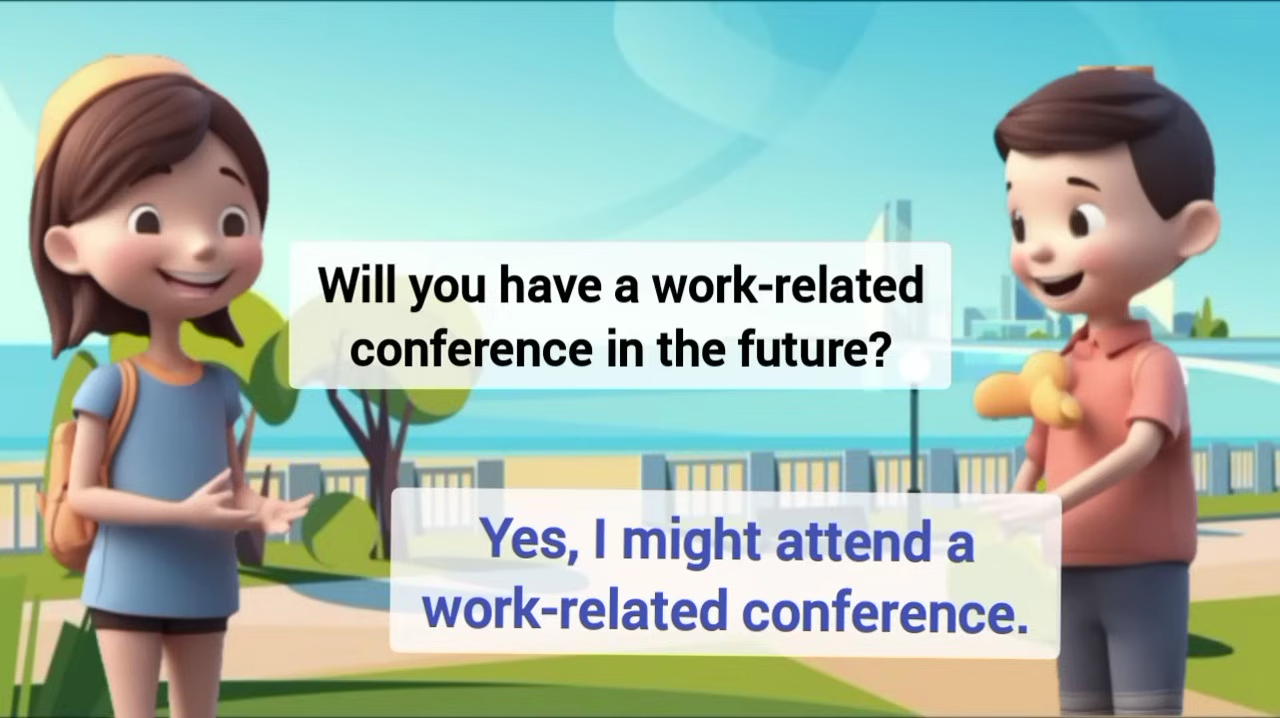 Will you have a work-related
conference in the future?
Yes, I might attend a
work-related conference.